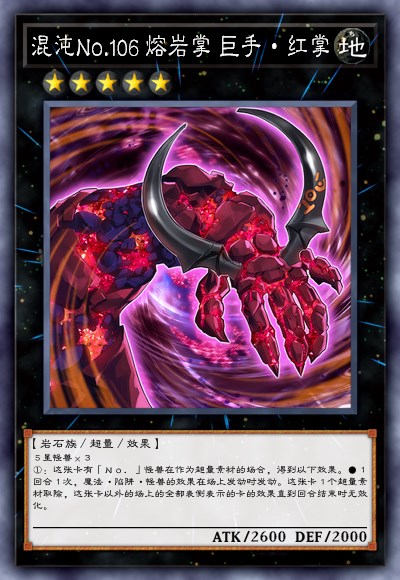 混沌No.106 熔岩掌 巨手·红掌 地
106
【岩石族/超量/效果】
5星怪兽×3
①：这张卡有「No.」怪兽在作为超量素材的场合，得到以下效果。●1
回合1次，魔法·陷阱·怪兽的效果在场上发动时发动。这张卡1个超量素
材取除，这张卡以外的场上的全部表侧表示的卡的效果直到回合结束时无效
化。
ATK/2600 DEF/2000